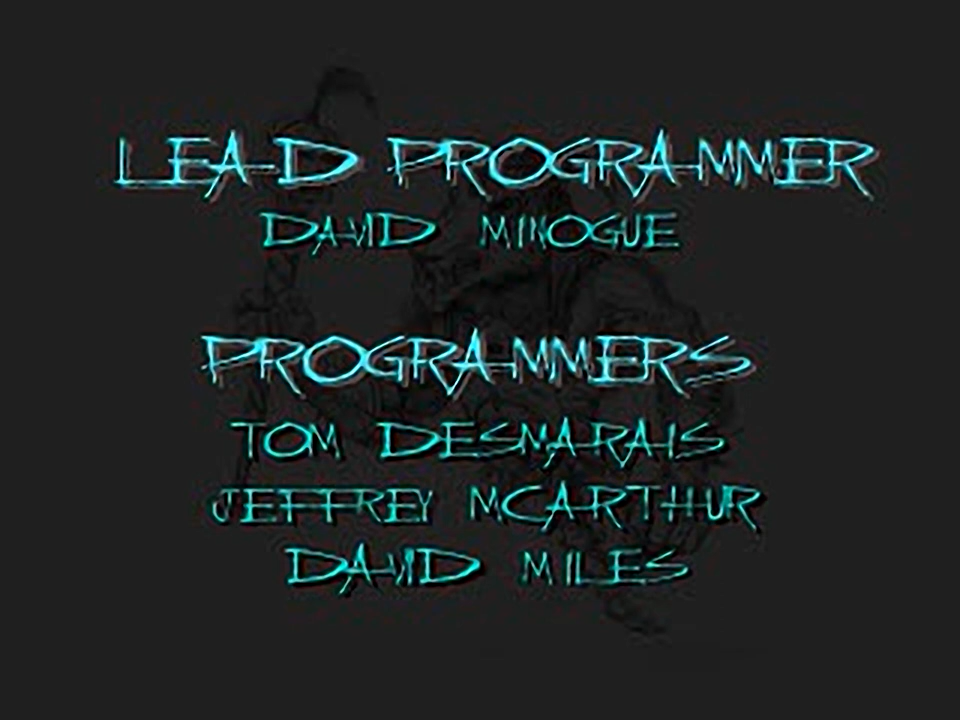 LEAD PROGRAMMER
DAVID MINOGUE
PROGRAMMERS
TOM DESMARAIS
JEFFREY MCARTHUR
DAVID MILES